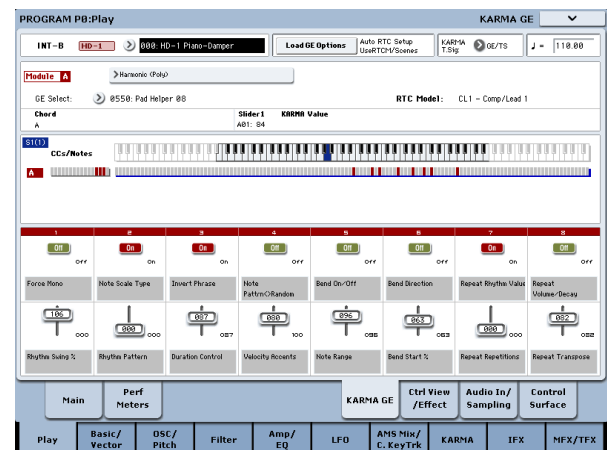 PROGRAM P0:Play KARMA GE
INT-B HD-1 000: HD-1 Piano-Damper Load GE Options Auto RTC Setup KARMA GE/TS ♩= 110.00
UseRTCM/Scenes T.Sig:
Module A Harmonic (Poly)
GE Select: 0550: Pad Helper 08 RTC Model: CL1 - Comp/Lead 1
Chord Slider1 KARMA Value
A A01: 84
S1(1)
CCs/Notes
A
1 2 3 4 5 6 7 8
Off On On Off Off Off On Off
Off On On Off Off Off On Off
Force Mono Note Scale Type Invert Phrase Note Bend On/Off Bend Direction Repeat Rhythm Value Repeat
Pattrn<>Random Volume/Decay
106 000 087 080 096 063 000 082
000 000 087 100 096 063 000 082
Rhythm Swing % Rhythm Pattern Duration Control Velocity Accents Note Range Bend Start % Repeat Repetitions Repeat Transpose
Main Perf Meters KARMA GE Ctrl View /Effect Audio In/ Sampling Control Surface
Play Basic/ Vector OSC/ Pitch Filter Amp/ EQ LFO AMS Mix/ C. KeyTrk KARMA IFX MFX/TFX